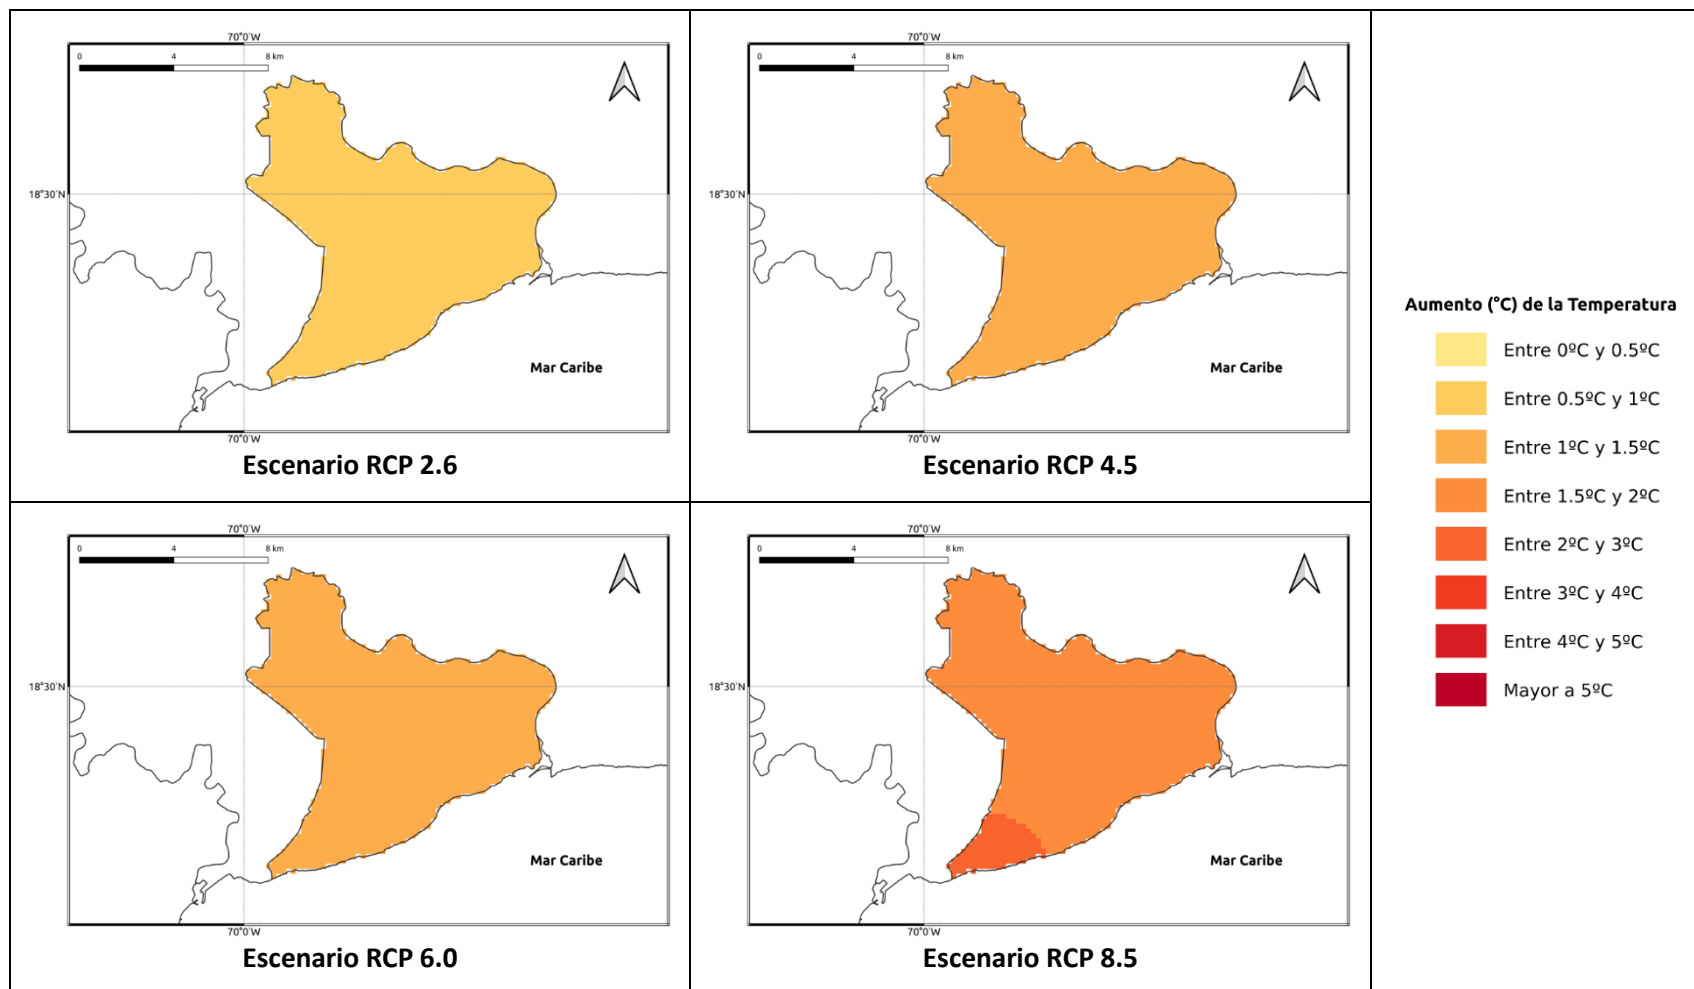 70°0'W
0 4 8 km
18°30'N
Mar Caribe
70°0'W
Escenario RCP 2.6
70°0'W
0 4 8 km
18°30'N
Mar Caribe
70°0'W
Escenario RCP 4.5
70°0'W
0 4 8 km
18°30'N
Mar Caribe
70°0'W
Escenario RCP 6.0
70°0'W
0 4 8 km
18°30'N
Mar Caribe
70°0'W
Escenario RCP 8.5
Aumento (°C) de la Temperatura
Entre 0ºC y 0.5ºC
Entre 0.5ºC y 1ºC
Entre 1ºC y 1.5ºC
Entre 1.5ºC y 2ºC
Entre 2ºC y 3ºC
Entre 3ºC y 4ºC
Entre 4ºC y 5ºC
Mayor a 5ºC